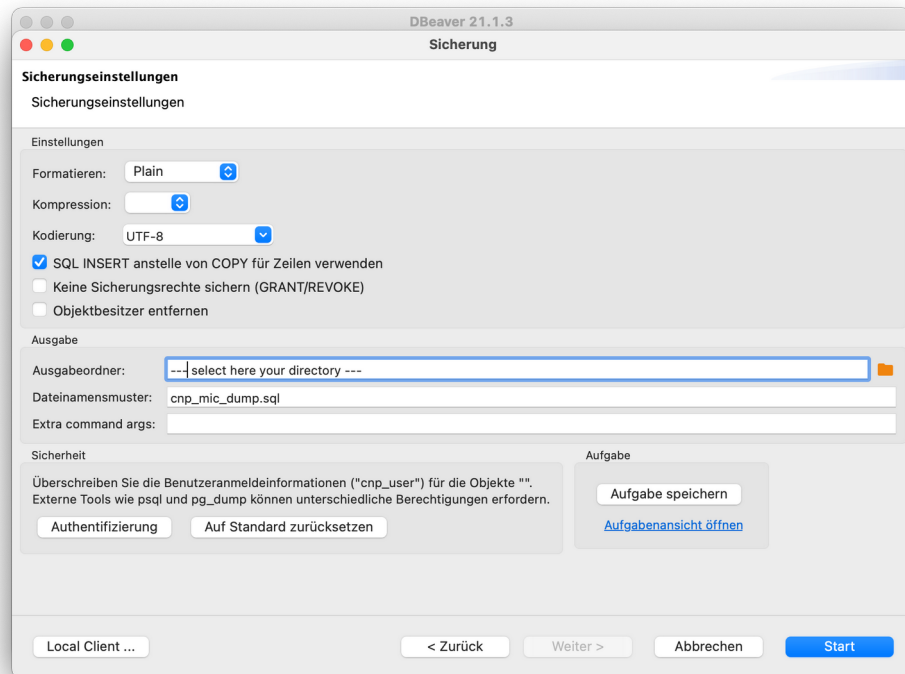 DBeaver 21.1.3
Sicherung
Sicherungseinstellungen
Sicherungseinstellungen
Einstellungen
Formatieren: Plain
Kompression:
Kodierung: UTF-8
SQL INSERT anstelle von COPY für Zeilen verwenden
Keine Sicherungsrechte sichern (GRANT/REVOKE)
Objektbesitzer entfernen
Ausgabe
Ausgabeordner: --- select here your directory ---
Dateinamensmuster: cnp_mic_dump.sql
Extra command args:
Sicherheit
Überschreiben Sie die Benutzeranmeldeinformationen ("cnp_user") für die Objekte "".
Externe Tools wie psql und pg_dump können unterschiedliche Berechtigungen erfordern.
Authentifizierung Auf Standard zurücksetzen
Aufgabe
Aufgabe speichern
Aufgabenansicht öffnen
Local Client ... < Zurück Weiter > Abbrechen Start